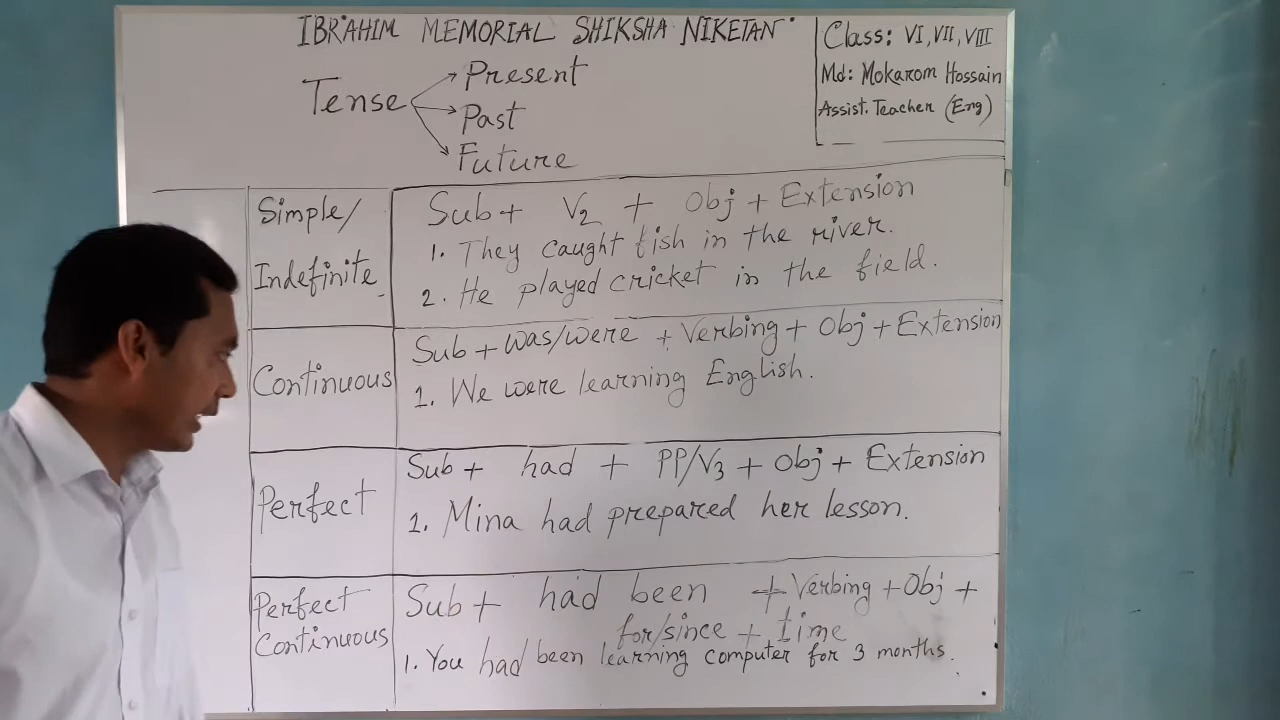 IBRAHIM MEMORIAL SHIKSHA NIKETAN
Class: VI, VII, VIII
Md: Mokarom Hossain
Assist. Teacher (Eng)
Tense
Present
Past
Future
Simple/
Indefinite
Sub + V2 + Obj + Extension
1. They caught fish in the river.
2. He played cricket in the field.
Continuous
Sub + was/were + Verbing + Obj + Extension
1. We were learning English.
Perfect
Sub + had + PP/V3 + Obj + Extension
1. Mina had prepared her lesson.
Perfect
Continuous
Sub + had been + Verbing + Obj +
for/since + time
1. You had been learning computer for 3 months.